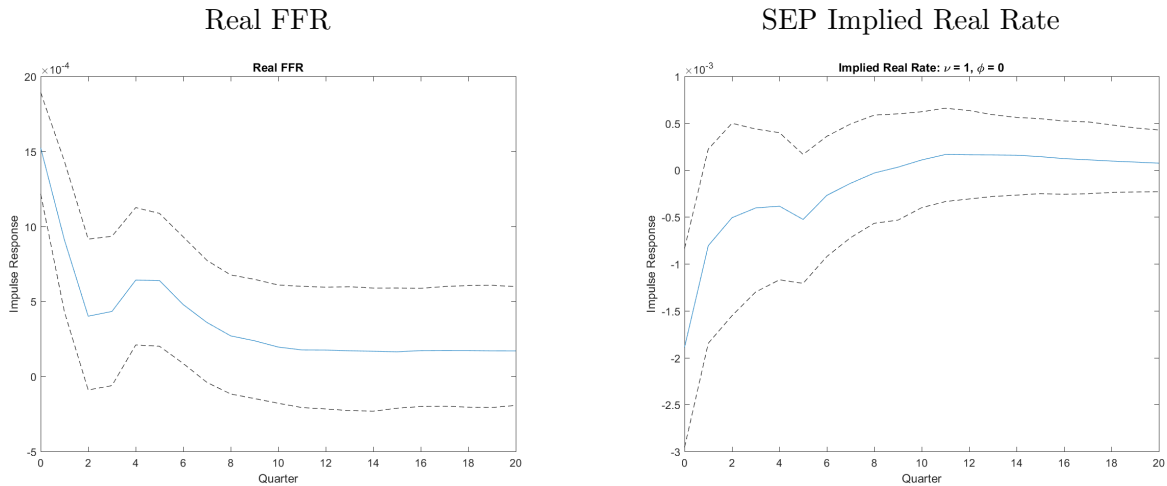 Real FFR
SEP Implied Real Rate
×10⁻⁴
Real FFR
20
15
10
5
0
-5
Impulse Response
0 2 4 6 8 10 12 14 16 18 20
Quarter
×10⁻³
Implied Real Rate: ν = 1, ϕ = 0
1
0.5
0
-0.5
-1
-1.5
-2
-2.5
-3
Impulse Response
0 2 4 6 8 10 12 14 16 18 20
Quarter